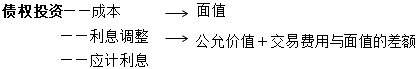 债权投资——成本 → 面值
——利息调整 → 公允价值＋交易费用与面值的差额
——应计利息